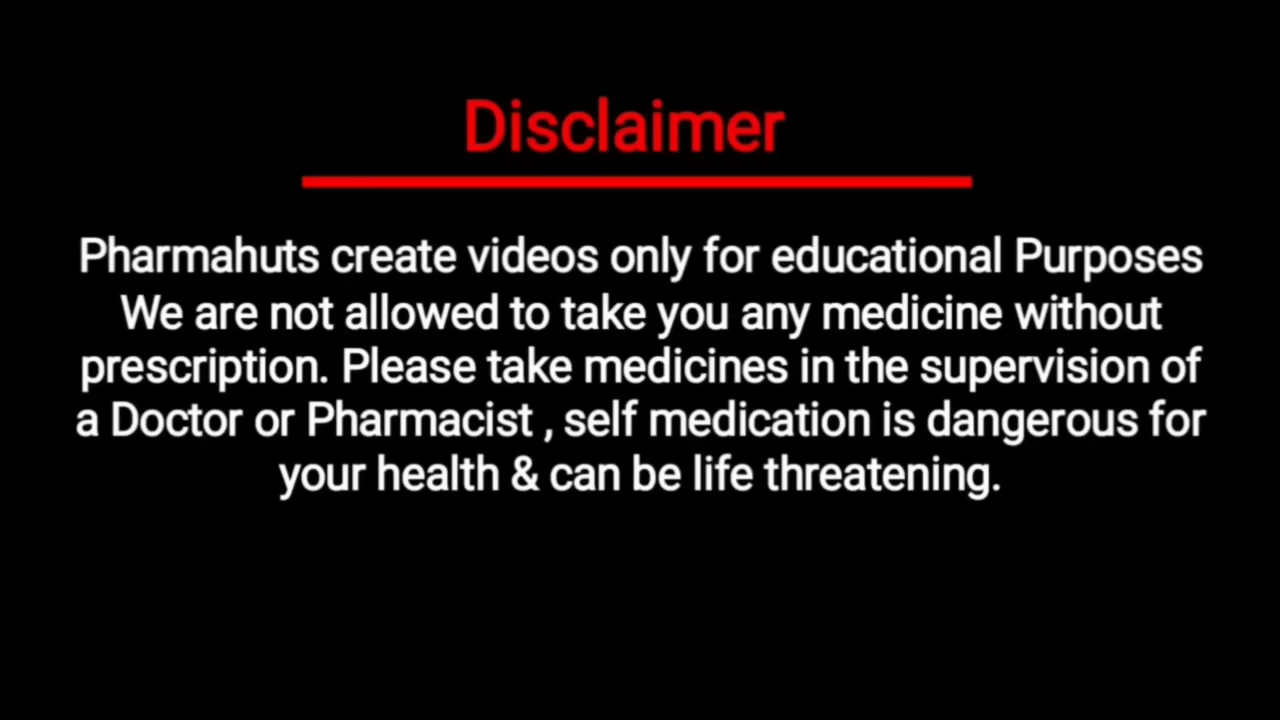 Disclaimer
Pharmahuts create videos only for educational Purposes
We are not allowed to take you any medicine without
prescription. Please take medicines in the supervision of
a Doctor or Pharmacist , self medication is dangerous for
your health & can be life threatening.